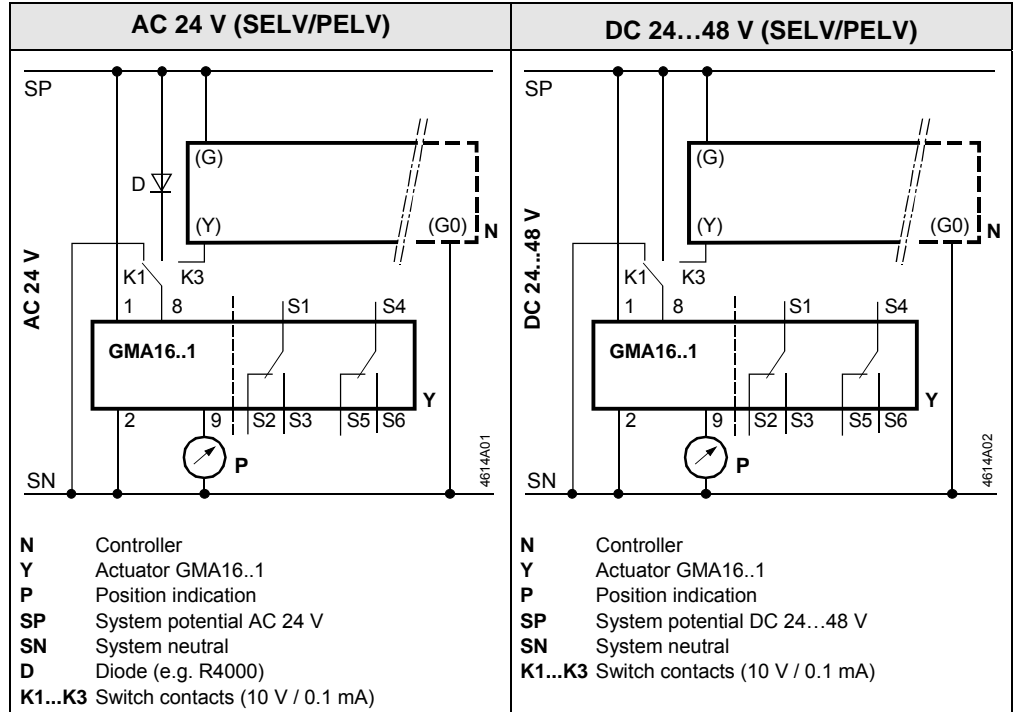 AC 24 V (SELV/PELV)
SP
(G)
D
(Y)
(G0)
N
AC 24 V
K1
K3
1
8
S1
S4
GMA16..1
Y
2
9
S2
S3
S5
S6
P
4614A01
SN
N Controller
Y Actuator GMA16..1
P Position indication
SP System potential AC 24 V
SN System neutral
D Diode (e.g. R4000)
K1...K3 Switch contacts (10 V / 0.1 mA)
DC 24…48 V (SELV/PELV)
SP
(G)
(Y)
(G0)
N
DC 24...48 V
K1
K3
1
8
S1
S4
GMA16..1
Y
2
9
S2
S3
S5
S6
P
4614A02
SN
N Controller
Y Actuator GMA16..1
P Position indication
SP System potential DC 24…48 V
SN System neutral
K1...K3 Switch contacts (10 V / 0.1 mA)